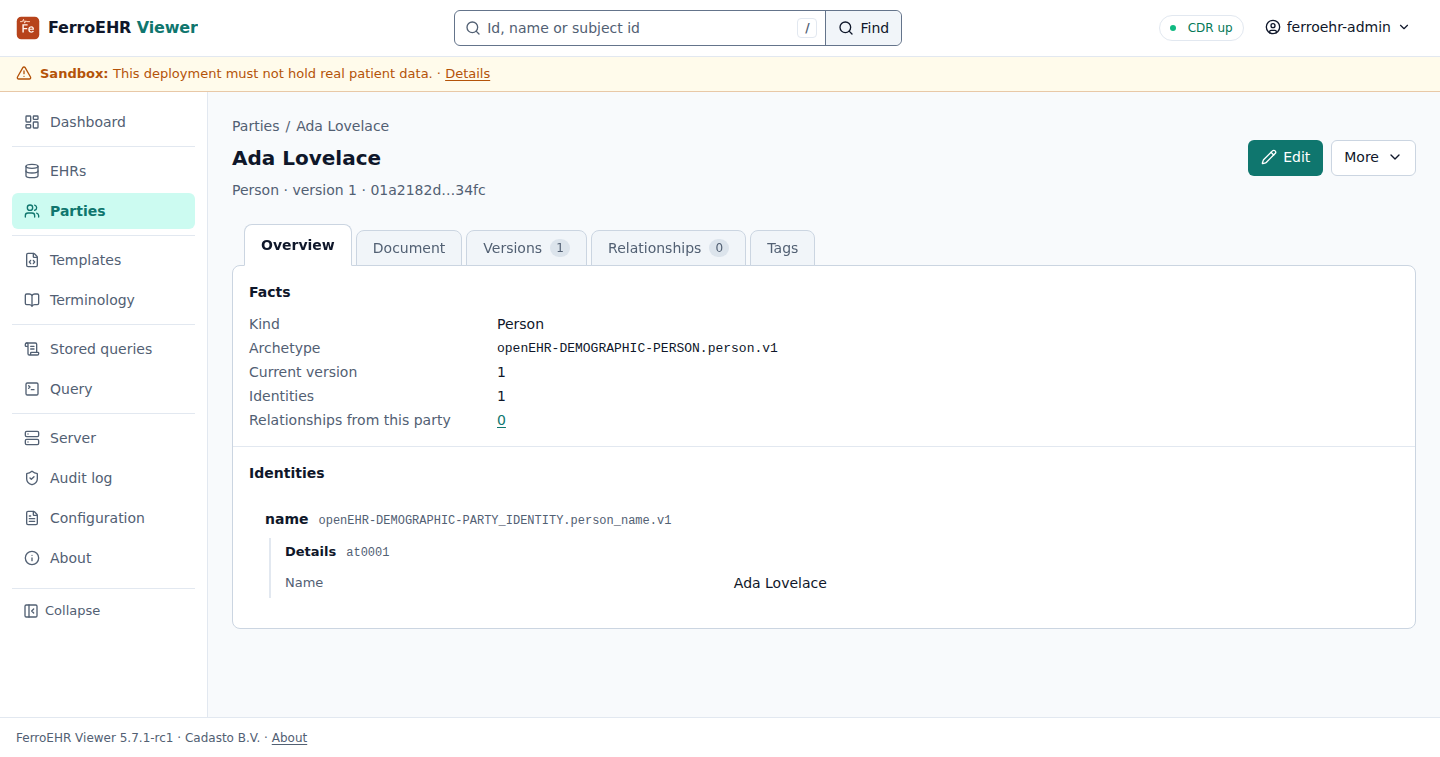 Fe FerroEHR Viewer
Id, name or subject id / Find
CDR up ferroehr-admin
Sandbox: This deployment must not hold real patient data. · Details
Dashboard
EHRs
Parties
Templates
Terminology
Stored queries
Query
Server
Audit log
Configuration
About
Collapse
Parties / Ada Lovelace
Ada Lovelace
Edit More
Person · version 1 · 01a2182d…34fc
Overview Document Versions 1 Relationships 0 Tags
Facts
Kind Person
Archetype openEHR-DEMOGRAPHIC-PERSON.person.v1
Current version 1
Identities 1
Relationships from this party 0
Identities
name openEHR-DEMOGRAPHIC-PARTY_IDENTITY.person_name.v1
Details at0001
Name Ada Lovelace
FerroEHR Viewer 5.7.1-rc1 · Cadasto B.V. · About